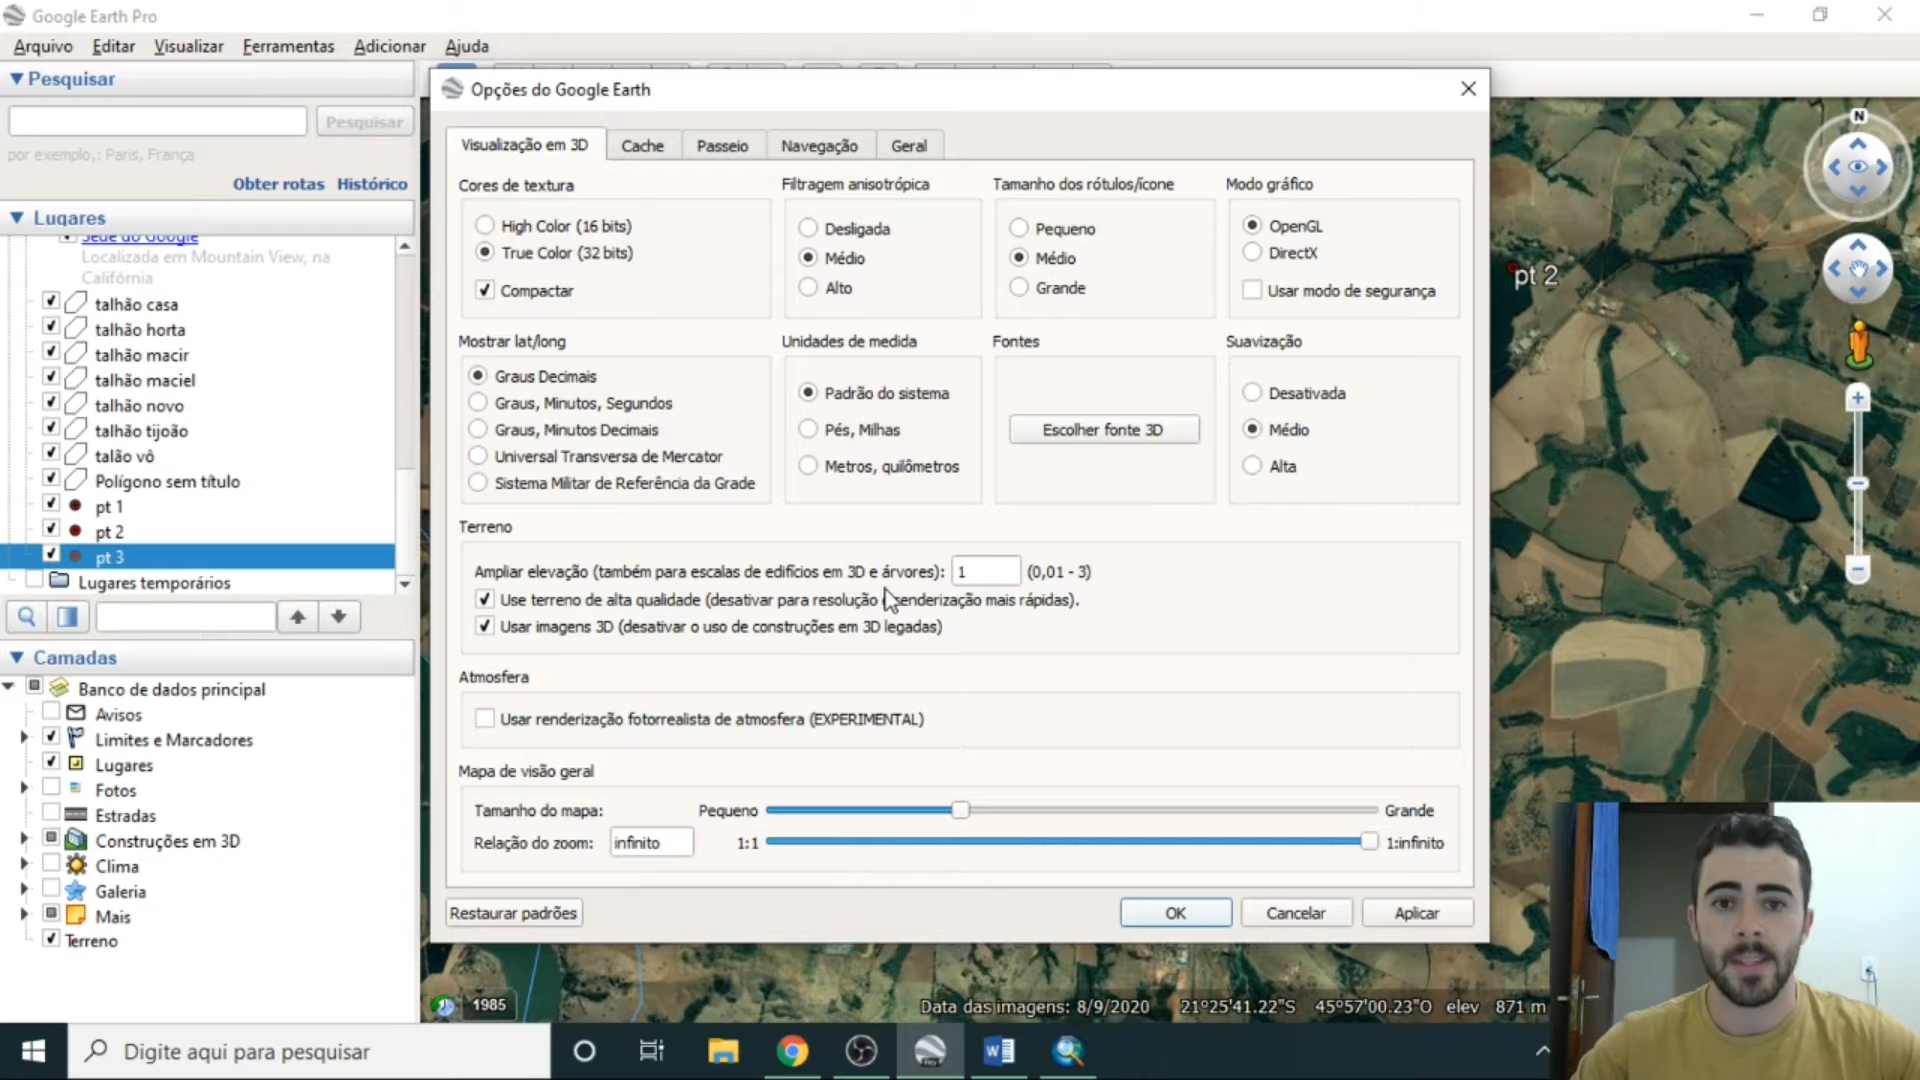 Google Earth Pro
Arquivo Editar Visualizar Ferramentas Adicionar Ajuda
Pesquisar
Pesquisar
por exemplo,: Paris, França
Obter rotas Histórico
Lugares
Sede do Google
Localizada em Mountain View, na
Califórnia
talhão casa
talhão horta
talhão macir
talhão maciel
talhão novo
talhão tijoão
talão vô
Polígono sem título
pt 1
pt 2
pt 3
Lugares temporários
Camadas
Banco de dados principal
Avisos
Limites e Marcadores
Lugares
Fotos
Estradas
Construções em 3D
Clima
Galeria
Mais
Terreno
Opções do Google Earth
Visualização em 3D Cache Passeio Navegação Geral
Cores de textura
High Color (16 bits)
True Color (32 bits)
Compactar
Filtragem anisotrópica
Desligada
Médio
Alto
Tamanho dos rótulos/ícone
Pequeno
Médio
Grande
Modo gráfico
OpenGL
DirectX
Usar modo de segurança
Mostrar lat/long
Graus Decimais
Graus, Minutos, Segundos
Graus, Minutos Decimais
Universal Transversa de Mercator
Sistema Militar de Referência da Grade
Unidades de medida
Padrão do sistema
Pés, Milhas
Metros, quilômetros
Fontes
Escolher fonte 3D
Suavização
Desativada
Médio
Alta
Terreno
Ampliar elevação (também para escalas de edifícios em 3D e árvores): 1 (0,01 - 3)
Use terreno de alta qualidade (desativar para resolução renderização mais rápidas).
Usar imagens 3D (desativar o uso de construções em 3D legadas)
Atmosfera
Usar renderização fotorrealista de atmosfera (EXPERIMENTAL)
Mapa de visão geral
Tamanho do mapa: Pequeno Grande
Relação do zoom: infinito 1:1 1:infinito
Restaurar padrões OK Cancelar Aplicar
N
pt 2
1985
Data das imagens: 8/9/2020 21°25'41.22"S 45°57'00.23"O elev 871 m
Digite aqui para pesquisar